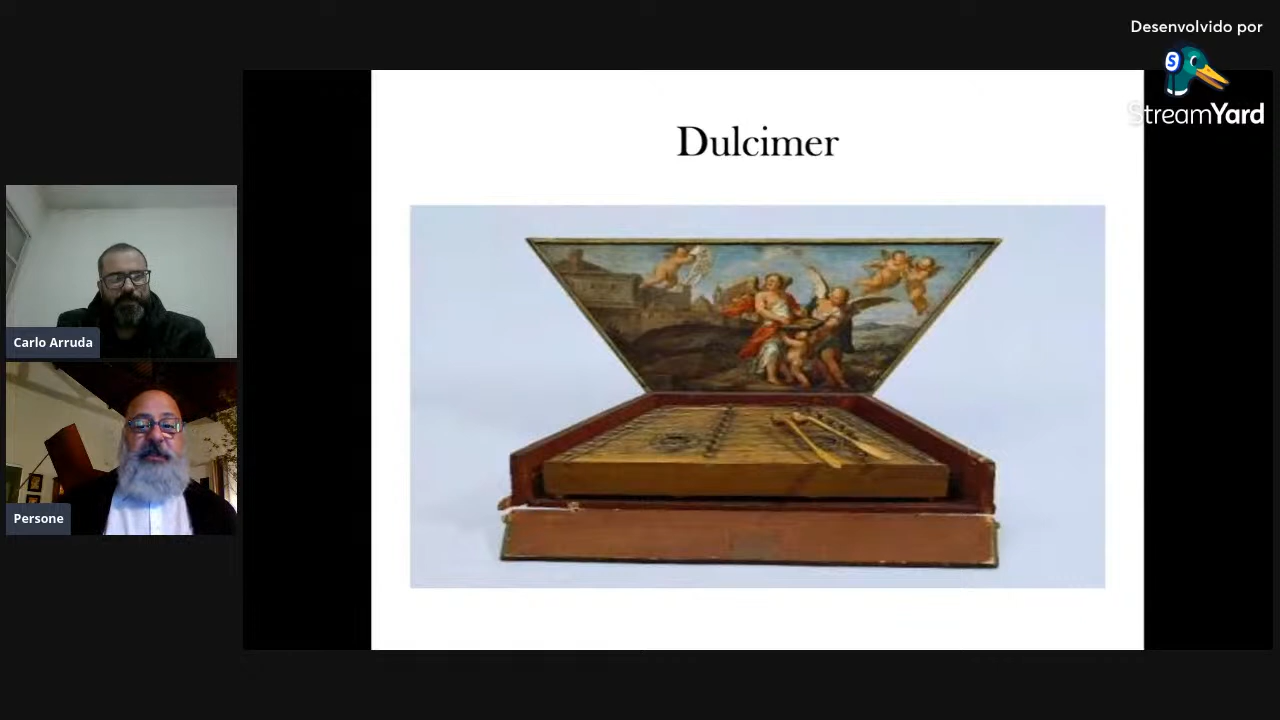 Desenvolvido por
StreamYard
Dulcimer
Carlo Arruda
Persone